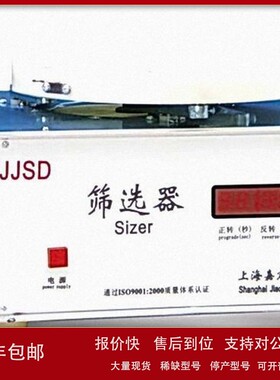 JJSD
筛选器
Sizer
正转（秒） 反转
prograde(sec) reverse
电源
power supply
通过ISO9001:2000质量体系认证
上海嘉
Shanghai Jia
包邮
报价快 售后到位 支持对公
大量现货 稀缺型号 停产型号 可开